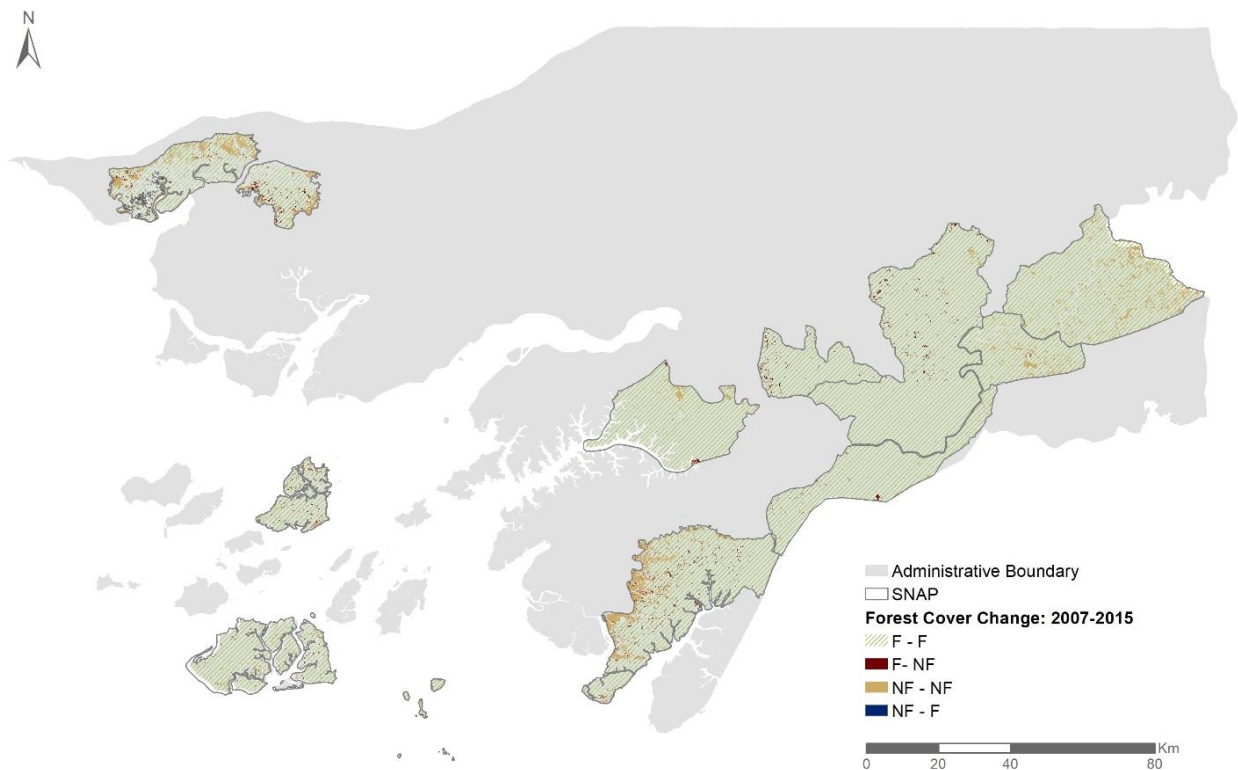 N
Administrative Boundary
SNAP
Forest Cover Change: 2007-2015
F - F
F- NF
NF - NF
NF - F
Km
0 20 40 80